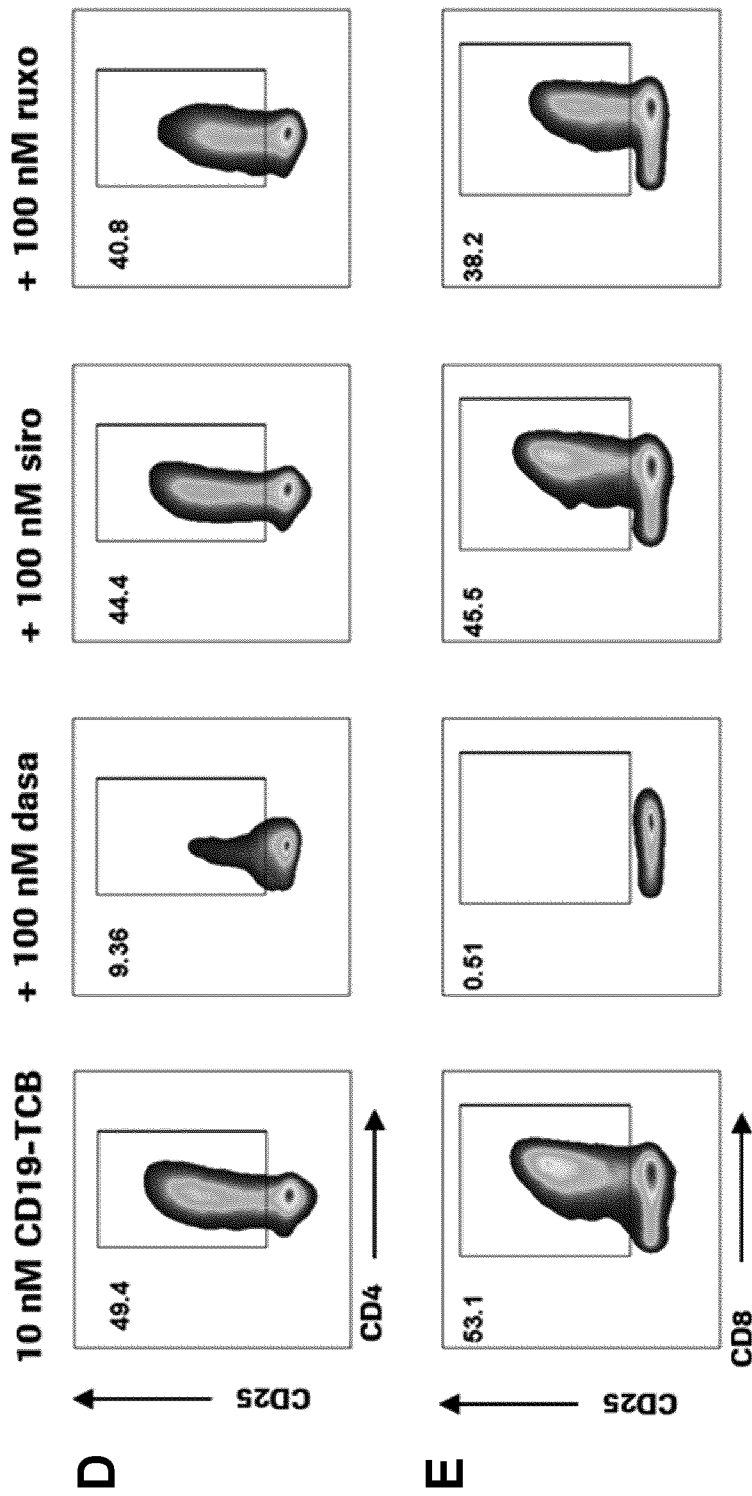 10 nM CD19-TCB
+ 100 nM dasa
+ 100 nM siro
+ 100 nM ruxo
D
CD25
49.4
9.36
44.4
40.8
CD4
E
CD25
53.1
0.51
45.5
38.2
CD8